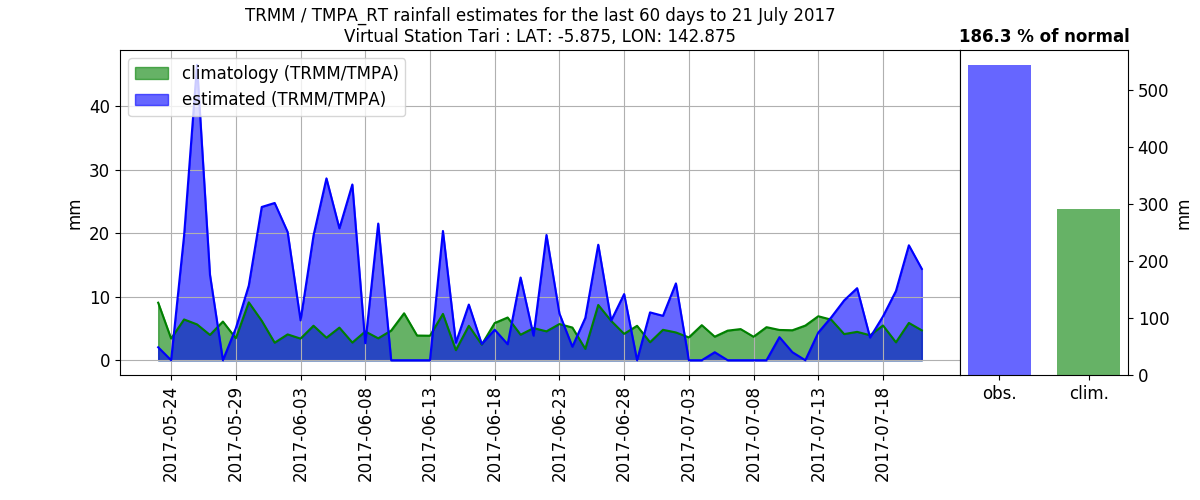 TRMM / TMPA_RT rainfall estimates for the last 60 days to 21 July 2017
Virtual Station Tari : LAT: -5.875, LON: 142.875
186.3 % of normal
climatology (TRMM/TMPA)
estimated (TRMM/TMPA)
mm
40
30
20
10
0
2017-05-24
2017-05-29
2017-06-03
2017-06-08
2017-06-13
2017-06-18
2017-06-23
2017-06-28
2017-07-03
2017-07-08
2017-07-13
2017-07-18
500
400
300
200
100
0
mm
obs.
clim.